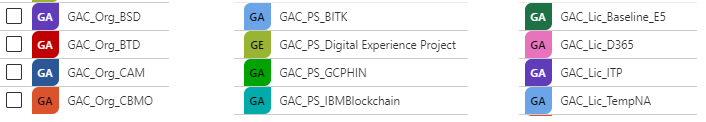 GA GAC_Org_BSD GA GAC_PS_BITK GA GAC_Lic_Baseline_E5
GA GAC_Org_BTD GE GAC_PS_Digital Experience Project GA GAC_Lic_D365
GA GAC_Org_CAM GA GAC_PS_GCPHIN GA GAC_Lic_ITP
GA GAC_Org_CBMO GA GAC_PS_IBMBlockchain GA GAC_Lic_TempNA